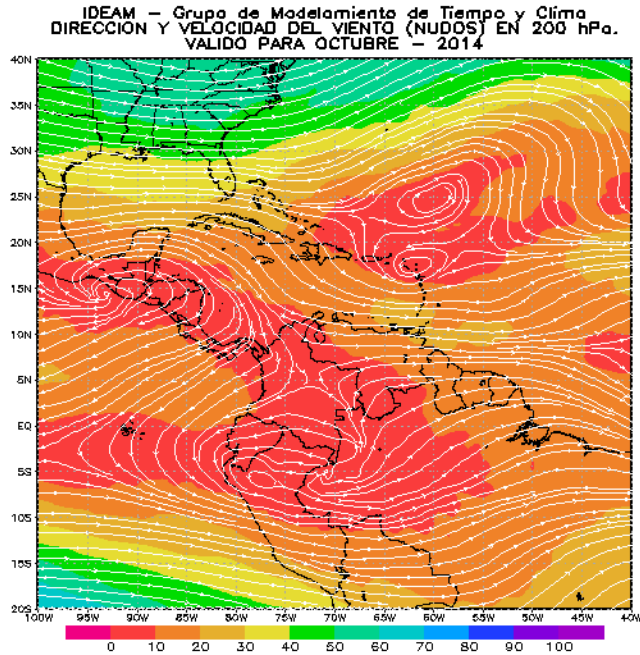 IDEAM – Grupo de Modelamiento de Tiempo y Clima
DIRECCION Y VELOCIDAD DEL VIENTO (NUDOS) EN 200 hPa.
VALIDO PARA OCTUBRE – 2014
40N
35N
30N
25N
20N
15N
10N
5N
EQ
5S
10S
15S
20S
100W 95W 90W 85W 80W 75W 70W 65W 60W 55W 50W 45W 40W
0 10 20 30 40 50 60 70 80 90 100